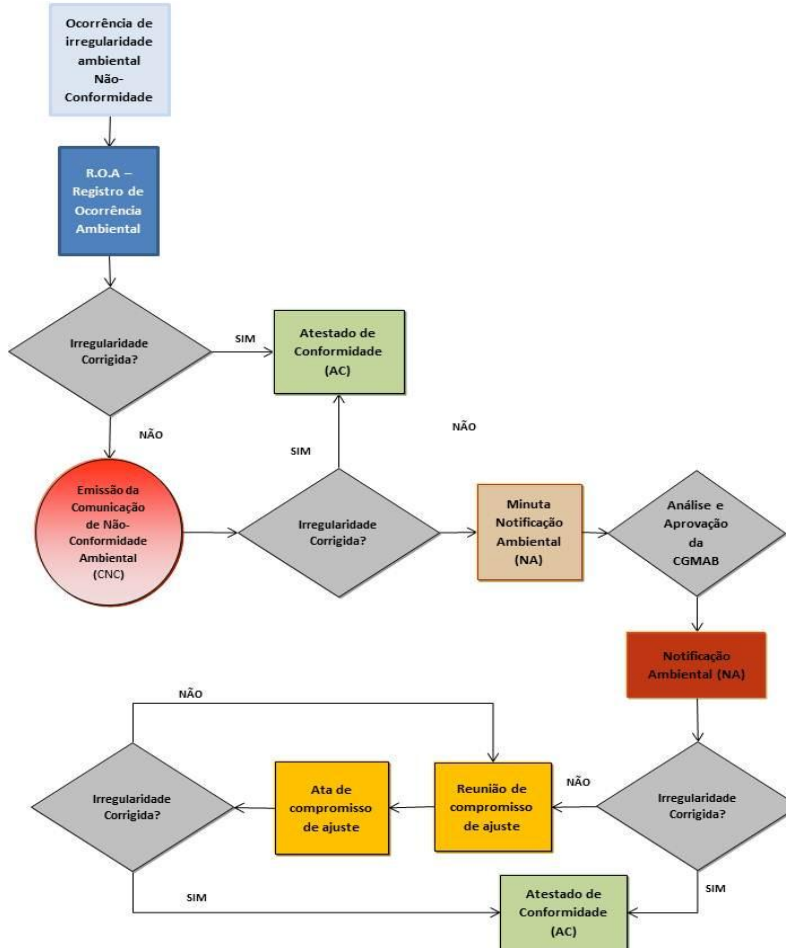 Ocorrência de
irregularidade
ambiental
Não-
Conformidade
R.O.A –
Registro de
Ocorrência
Ambiental
Irregularidade
Corrigida?
SIM
Atestado de
Conformidade
(AC)
NÃO
SIM
NÃO
Emissão da
Comunicação
de Não-
Conformidade
Ambiental
(CNC)
Irregularidade
Corrigida?
Minuta
Notificação
Ambiental
(NA)
Análise e
Aprovação
da
CGMAB
Notificação
Ambiental (NA)
NÃO
Irregularidade
Corrigida?
Ata de
compromisso
de ajuste
Reunião de
compromisso
de ajuste
NÃO
Irregularidade
Corrigida?
SIM
Atestado de
Conformidade
(AC)
SIM